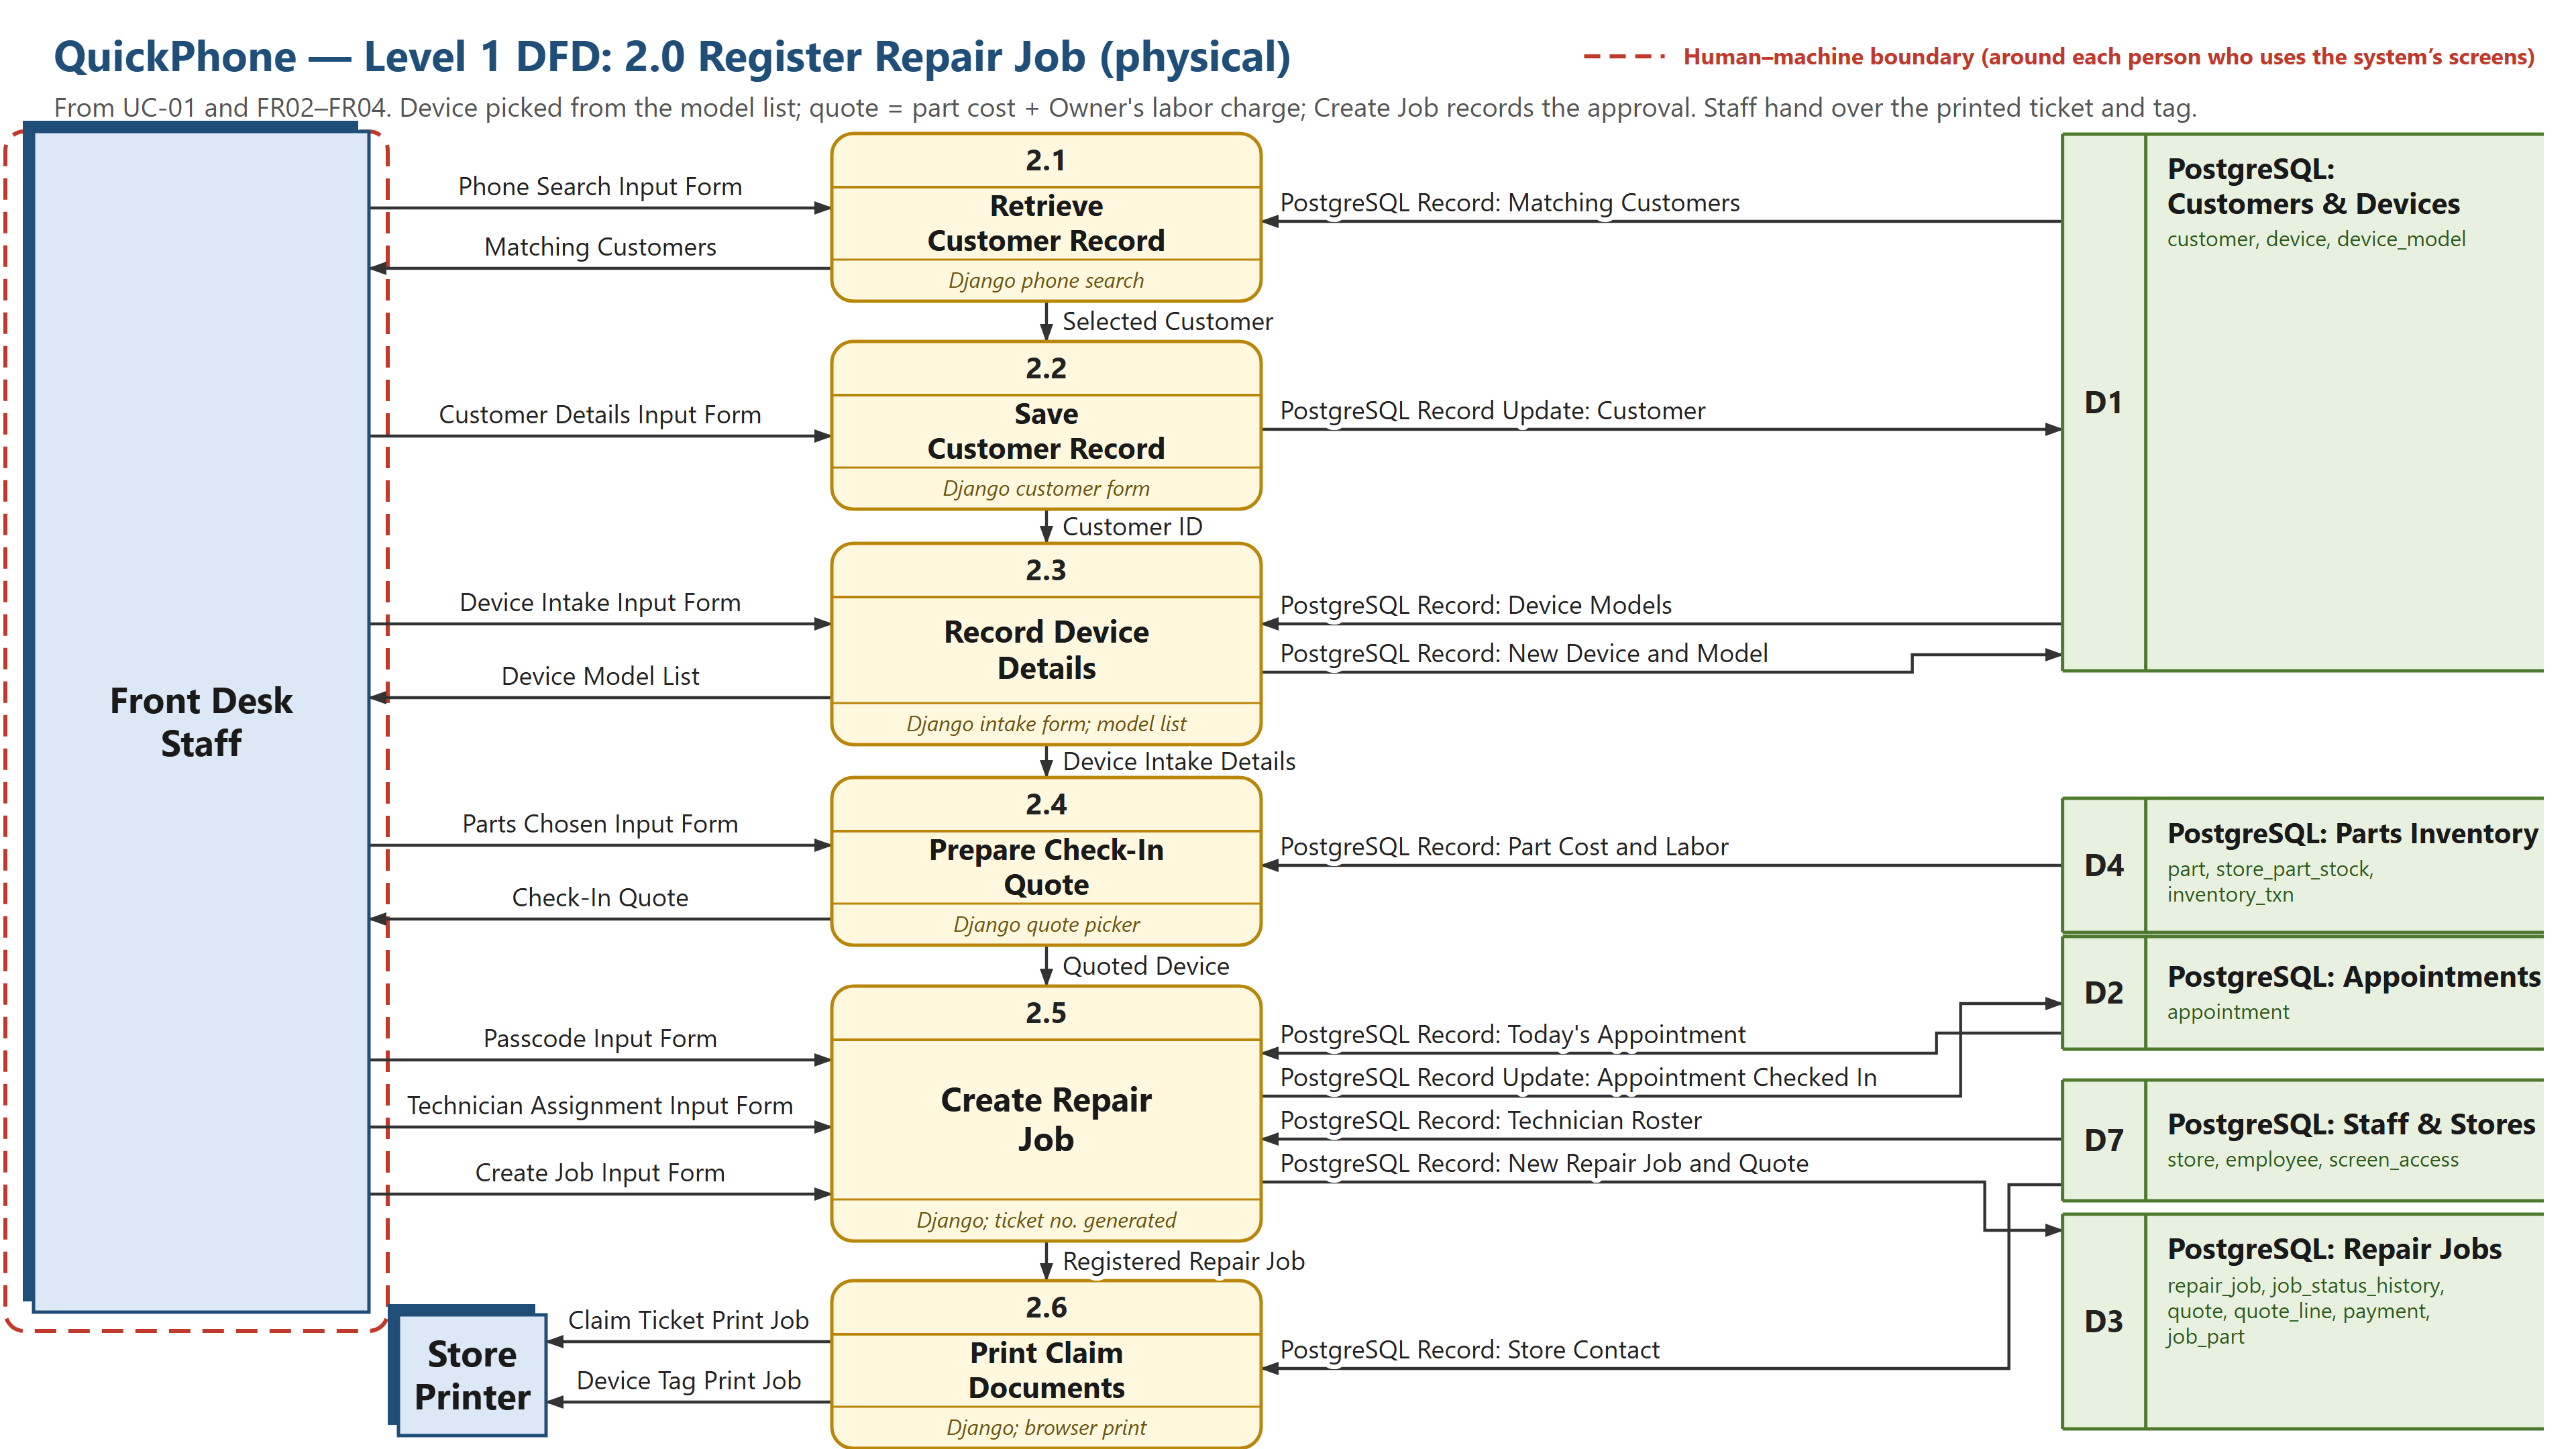 QuickPhone — Level 1 DFD: 2.0 Register Repair Job (physical)
Human–machine boundary (around each person who uses the system’s screens)
From UC-01 and FR02–FR04. Device picked from the model list; quote = part cost + Owner's labor charge; Create Job records the approval. Staff hand over the printed ticket and tag.
Front Desk
Staff
Phone Search Input Form
Matching Customers
2.1
Retrieve
Customer Record
Django phone search
PostgreSQL Record: Matching Customers
Selected Customer
Customer Details Input Form
2.2
Save
Customer Record
Django customer form
PostgreSQL Record Update: Customer
Customer ID
Device Intake Input Form
Device Model List
2.3
Record Device
Details
Django intake form; model list
PostgreSQL Record: Device Models
PostgreSQL Record: New Device and Model
D1
PostgreSQL:
Customers & Devices
customer, device, device_model
Device Intake Details
Parts Chosen Input Form
Check-In Quote
2.4
Prepare Check-In
Quote
Django quote picker
PostgreSQL Record: Part Cost and Labor
D4
PostgreSQL: Parts Inventory
part, store_part_stock,
inventory_txn
Quoted Device
Passcode Input Form
Technician Assignment Input Form
Create Job Input Form
2.5
Create Repair
Job
Django; ticket no. generated
PostgreSQL Record: Today's Appointment
PostgreSQL Record Update: Appointment Checked In
PostgreSQL Record: Technician Roster
PostgreSQL Record: New Repair Job and Quote
D2
PostgreSQL: Appointments
appointment
D7
PostgreSQL: Staff & Stores
store, employee, screen_access
Registered Repair Job
Store
Printer
Claim Ticket Print Job
Device Tag Print Job
2.6
Print Claim
Documents
Django; browser print
PostgreSQL Record: Store Contact
D3
PostgreSQL: Repair Jobs
repair_job, job_status_history,
quote, quote_line, payment,
job_part